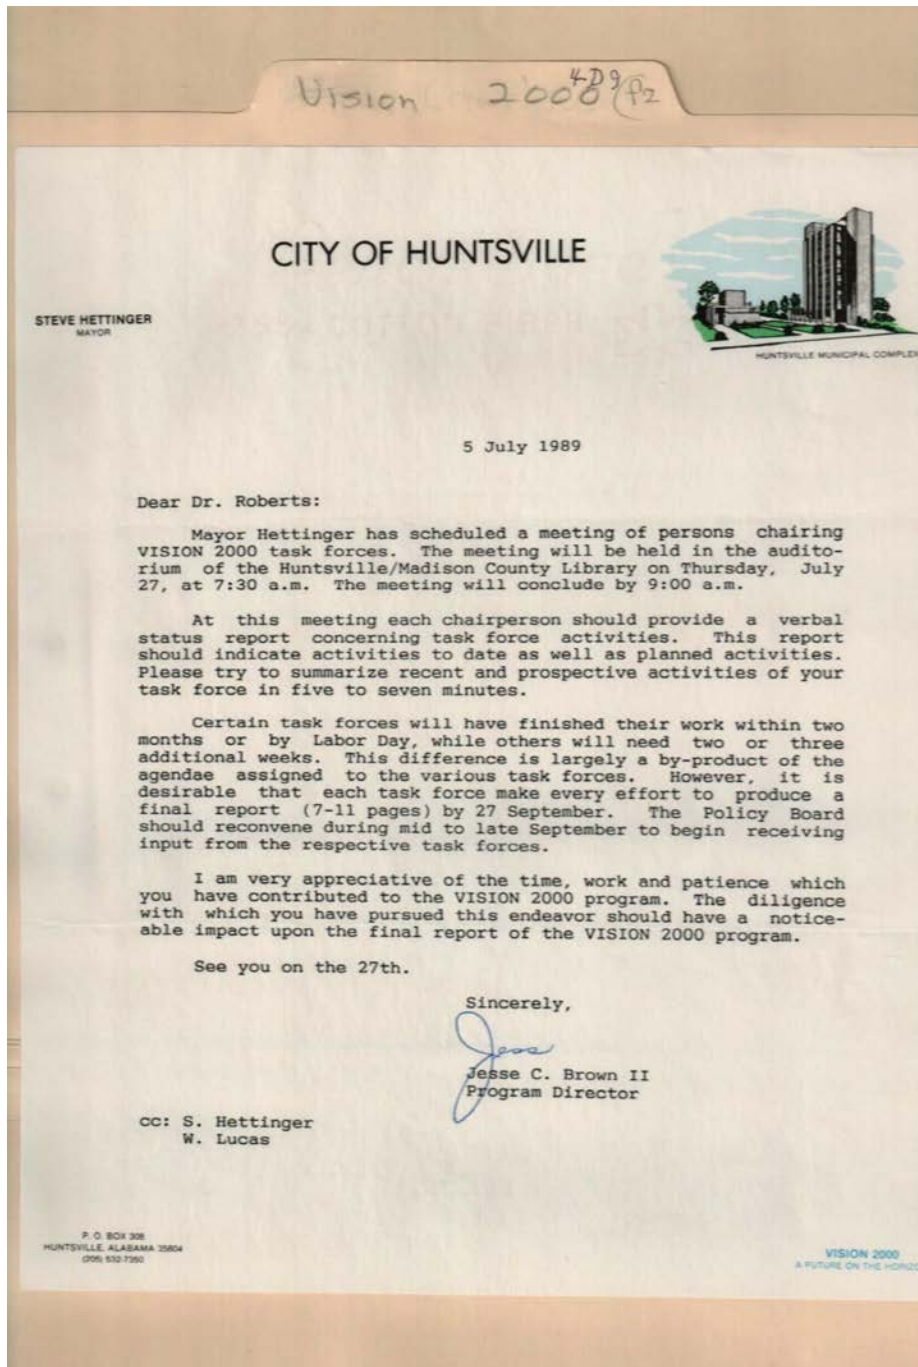 Vision 2000
4D9 f2
CITY OF HUNTSVILLE
STEVE HETTINGER
MAYOR
HUNTSVILLE MUNICIPAL COMPLEX
5 July 1989
Dear Dr. Roberts:
Mayor Hettinger has scheduled a meeting of persons chairing
VISION 2000 task forces. The meeting will be held in the audito-
rium of the Huntsville/Madison County Library on Thursday, July
27, at 7:30 a.m. The meeting will conclude by 9:00 a.m.
At this meeting each chairperson should provide a verbal
status report concerning task force activities. This report
should indicate activities to date as well as planned activities.
Please try to summarize recent and prospective activities of your
task force in five to seven minutes.
Certain task forces will have finished their work within two
months or by Labor Day, while others will need two or three
additional weeks. This difference is largely a by-product of the
agendae assigned to the various task forces. However, it is
desirable that each task force make every effort to produce a
final report (7-11 pages) by 27 September. The Policy Board
should reconvene during mid to late September to begin receiving
input from the respective task forces.
I am very appreciative of the time, work and patience which
you have contributed to the VISION 2000 program. The diligence
with which you have pursued this endeavor should have a notice-
able impact upon the final report of the VISION 2000 program.
See you on the 27th.
Sincerely,
Jess
Jesse C. Brown II
Program Director
cc: S. Hettinger
W. Lucas
P. O. BOX 308
HUNTSVILLE, ALABAMA 35804
(205) 532-7350
VISION 2000
A FUTURE ON THE HORIZO